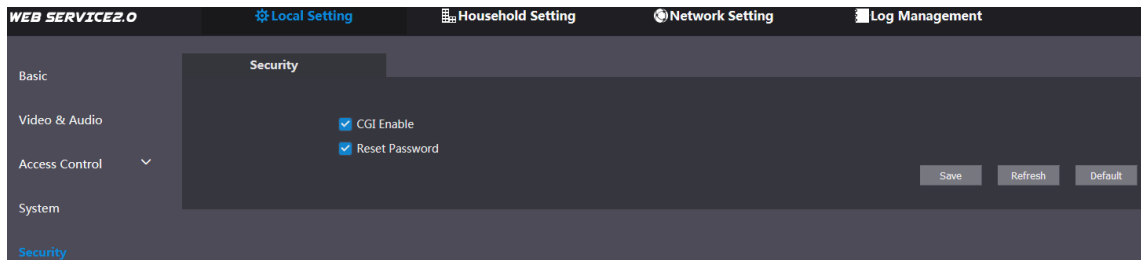 WEB SERVICE2.0 Local Setting Household Setting Network Setting Log Management
Security
Basic
Video & Audio
CGI Enable
Reset Password
Access Control
Save Refresh Default
System
Security